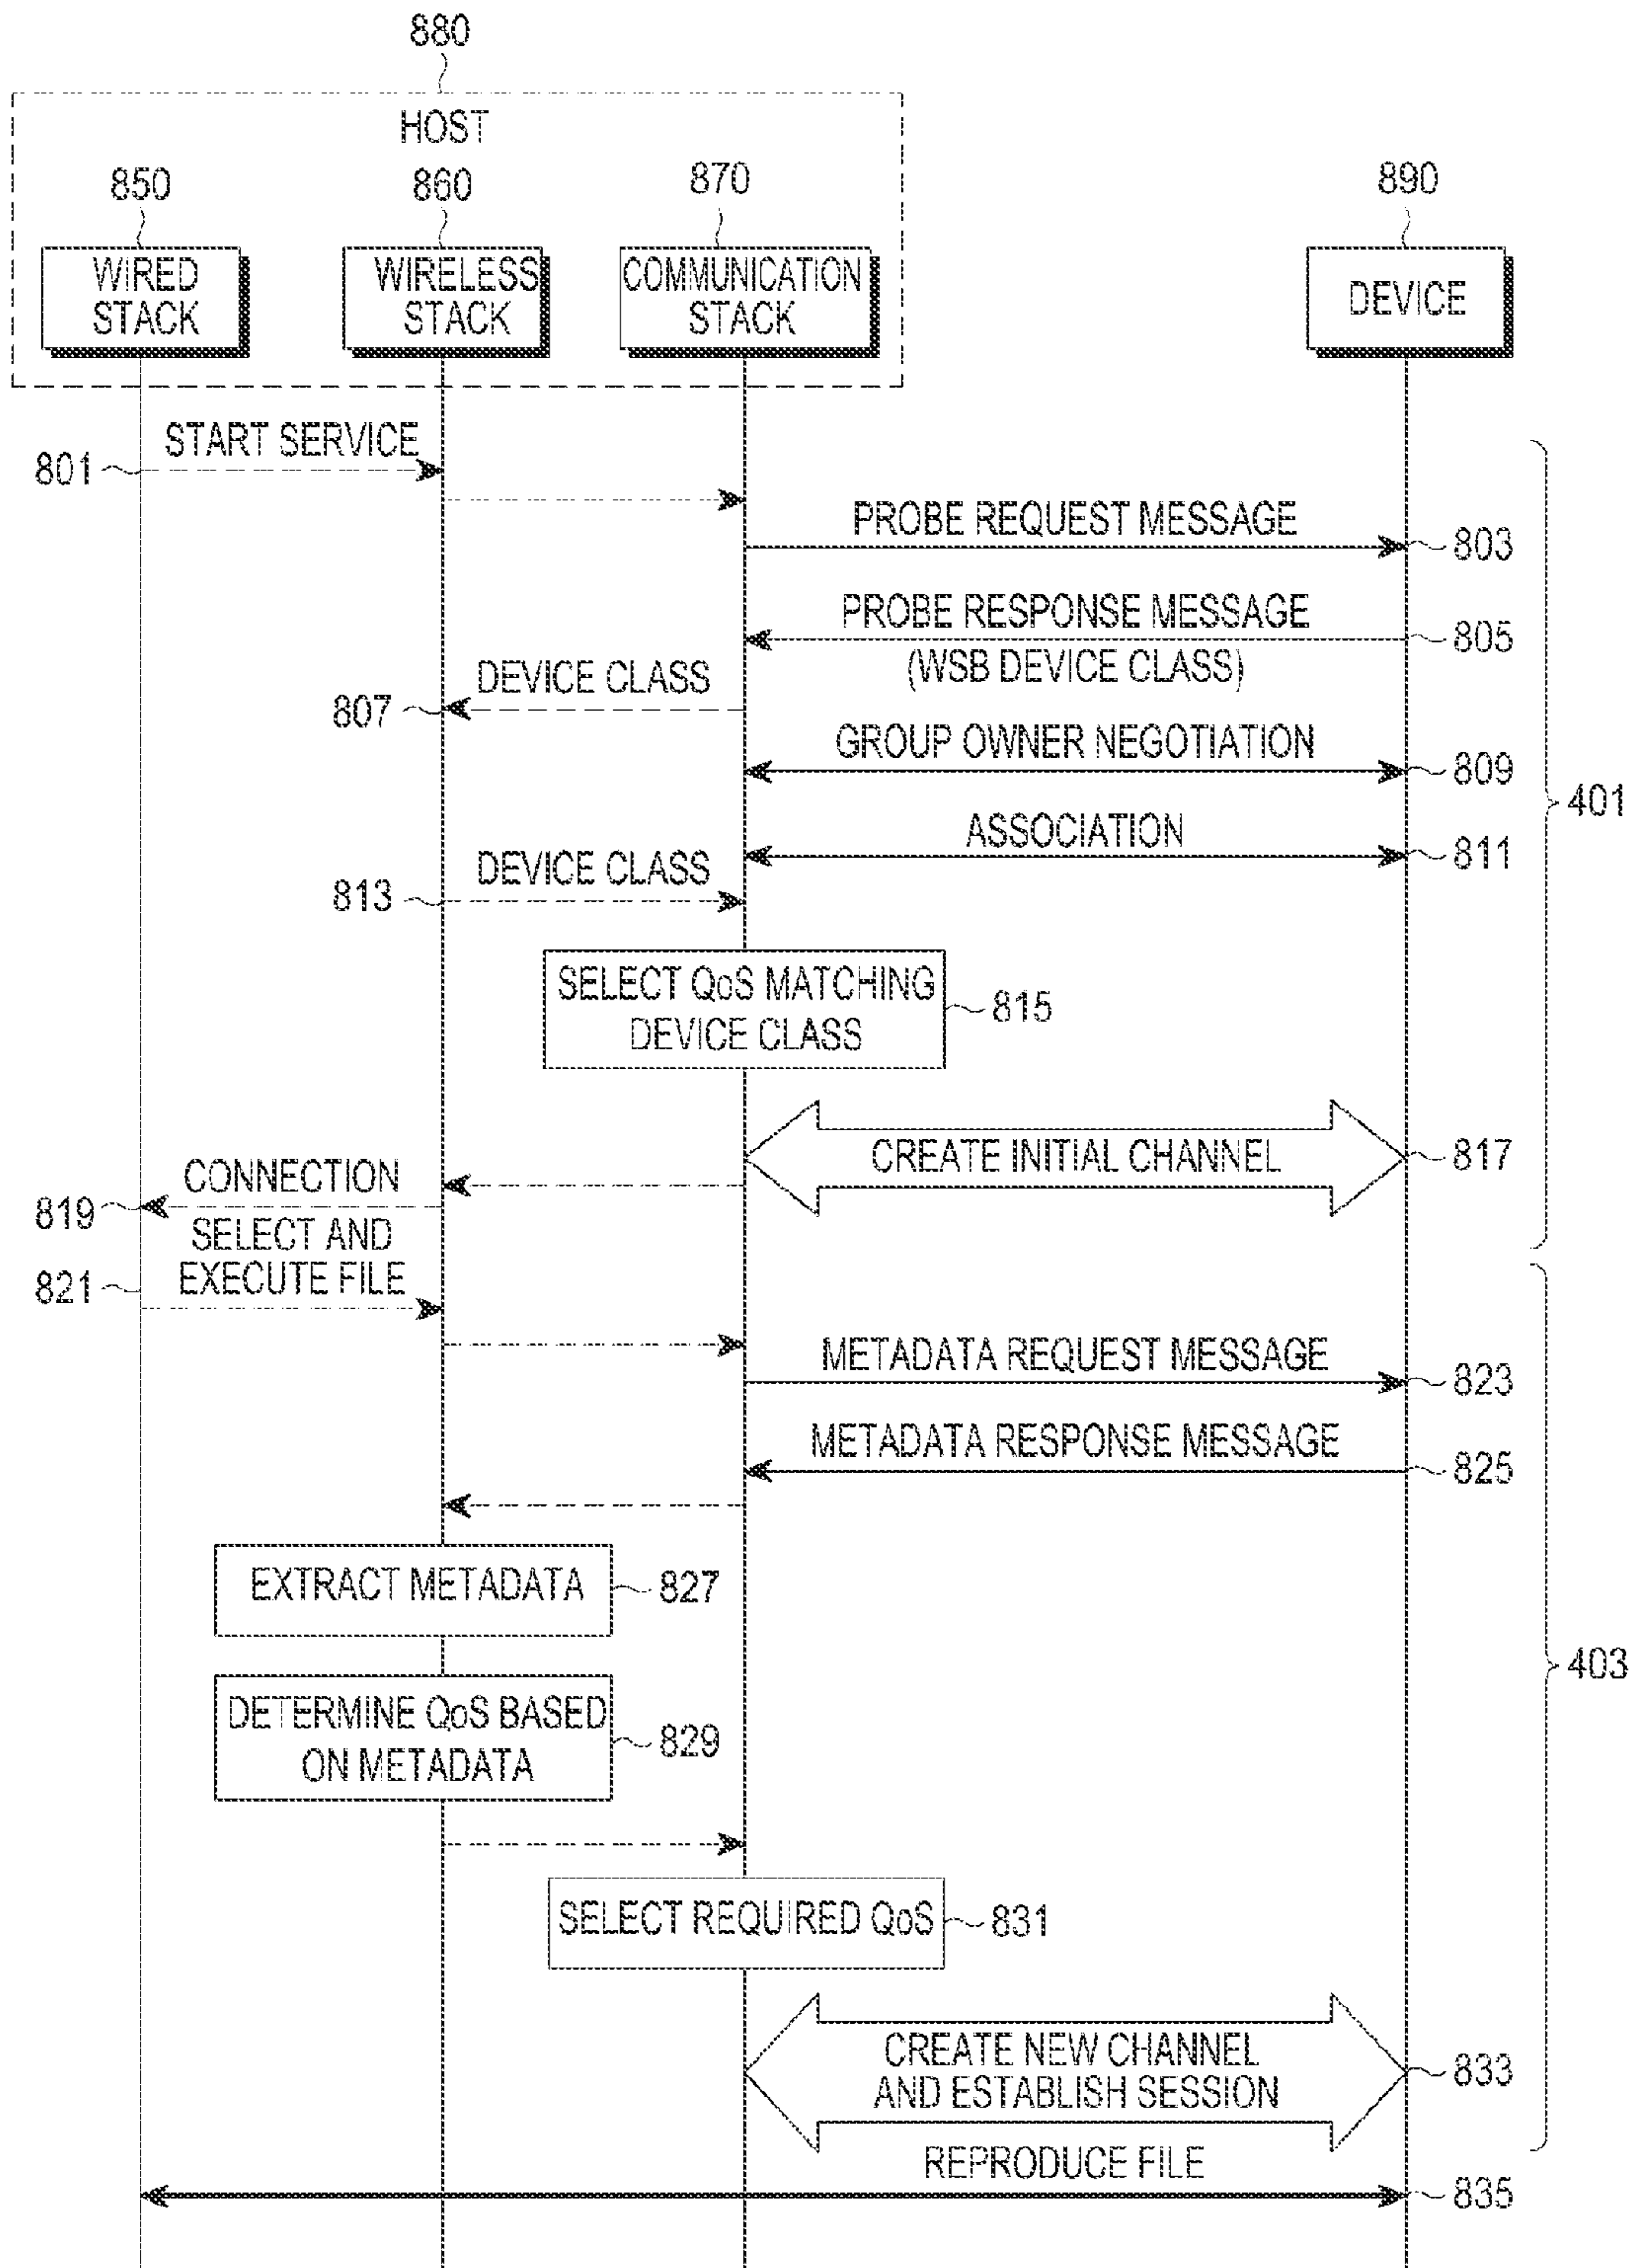 880
HOST
850
860
870
890
WIRED
STACK
WIRELESS
STACK
COMMUNICATION
STACK
DEVICE
START SERVICE
801
PROBE REQUEST MESSAGE
803
PROBE RESPONSE MESSAGE
805
(WSB DEVICE CLASS)
DEVICE CLASS
807
GROUP OWNER NEGOTIATION
809
401
ASSOCIATION
811
DEVICE CLASS
813
SELECT QoS MATCHING
DEVICE CLASS
815
CREATE INITIAL CHANNEL
817
CONNECTION
819
SELECT AND
EXECUTE FILE
821
METADATA REQUEST MESSAGE
823
METADATA RESPONSE MESSAGE
825
EXTRACT METADATA
827
403
DETERMINE QoS BASED
ON METADATA
829
SELECT REQUIRED QoS
831
CREATE NEW CHANNEL
AND ESTABLISH SESSION
833
REPRODUCE FILE
835